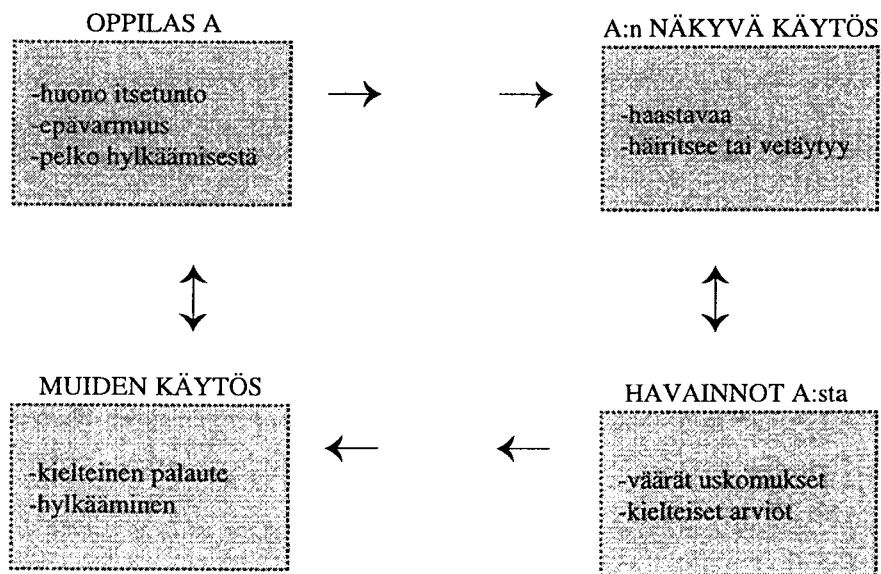 OPPILAS A
-huono itsetunto
-epävarmuus
-pelko hylkäämisestä
A:n NÄKYVÄ KÄYTÖS
-haastavaa
-häiritsee tai vetäytyy
MUIDEN KÄYTÖS
-kielteinen palaute
-hylkääminen
HAVAINNOT A:sta
-väärät uskomukset
-kielteiset arviot